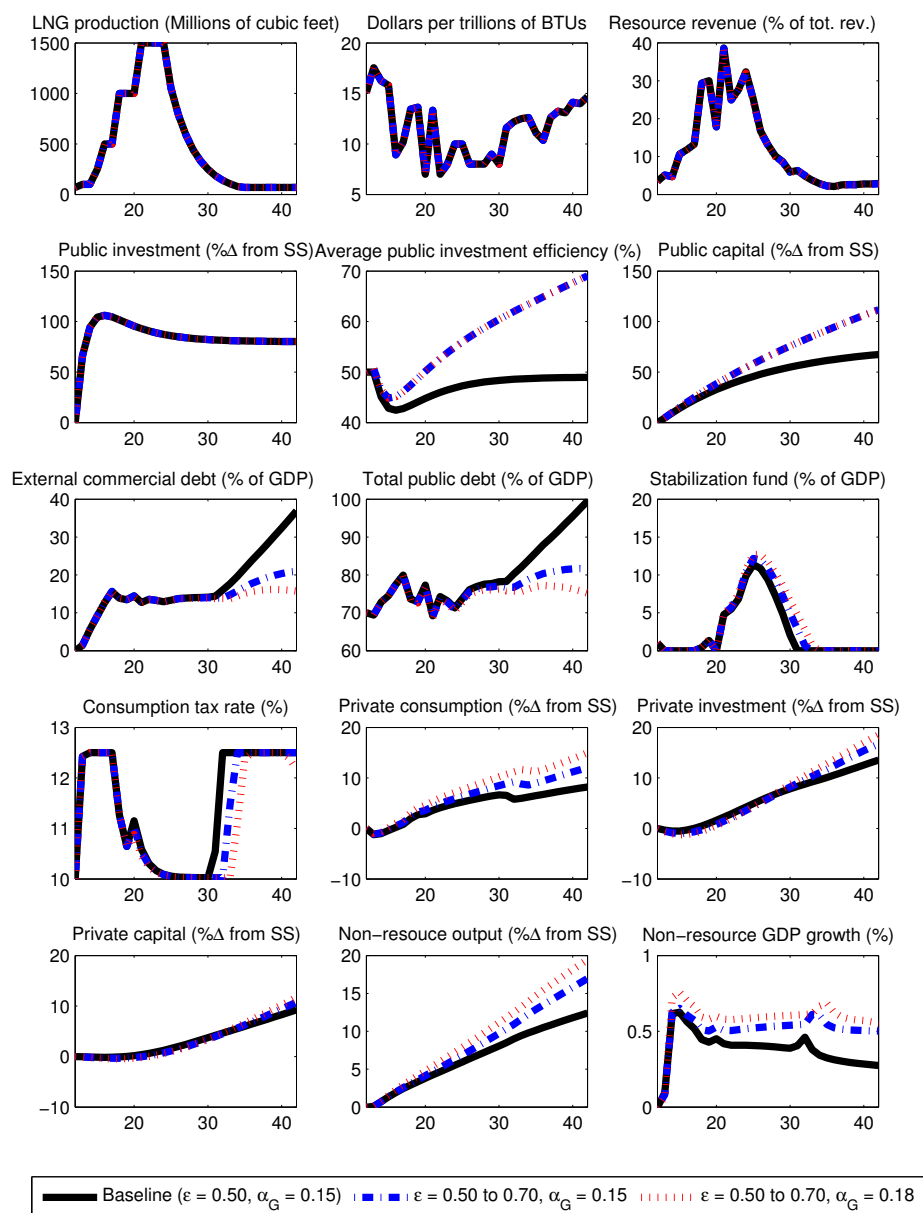 LNG production (Millions of cubic feet) Dollars per trillions of BTUs Resource revenue (% of tot. rev.)
1500 20 40
1000 15 30
500 10 20
10
0 5 0
20 30 40 20 30 40 20 30 40
Public investment (%Δ from SS) Average public investment efficiency (%) Public capital (%Δ from SS)
150 70 150
100 60 100
50 50 50
0 40 0
20 30 40 20 30 40 20 30 40
External commercial debt (% of GDP) Total public debt (% of GDP) Stabilization fund (% of GDP)
40 100 20
30 90 15
20 80 10
10 70 5
0 60 0
20 30 40 20 30 40 20 30 40
Consumption tax rate (%) Private consumption (%Δ from SS) Private investment (%Δ from SS)
13 20 20
12 10 10
11 0 0
10 −10 −10
20 30 40 20 30 40 20 30 40
Private capital (%Δ from SS) Non−resouce output (%Δ from SS) Non−resource GDP growth (%)
20 20 1
15
10 10 0.5
0 5
−10 0 0
20 30 40 20 30 40 20 30 40
Baseline (ε = 0.50, α_G = 0.15) ε = 0.50 to 0.70, α_G = 0.15 ε = 0.50 to 0.70, α_G = 0.18